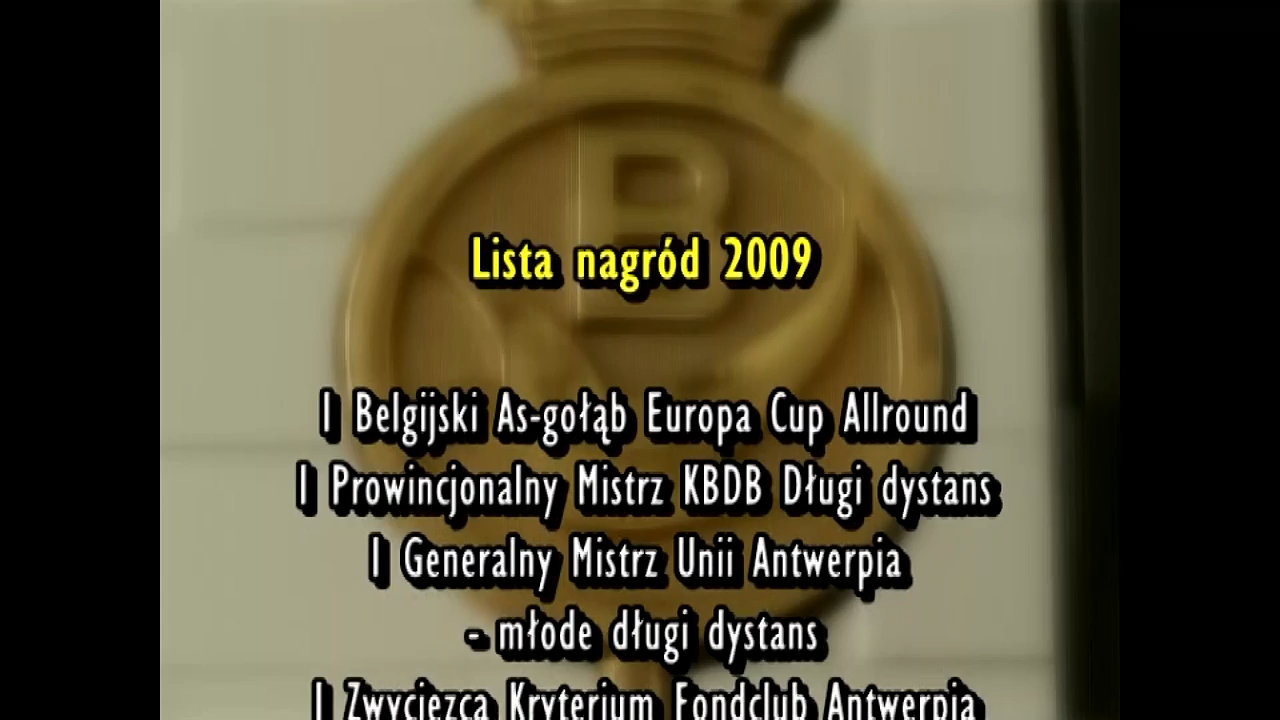 B
Lista nagród 2009
I Belgijski As-gołąb Europa Cup Allround
I Prowincjonalny Mistrz KBDB Długi dystans
I Generalny Mistrz Unii Antwerpia
- młode długi dystans
I Zwycięzca Kryterium Fondclub Antwerpia